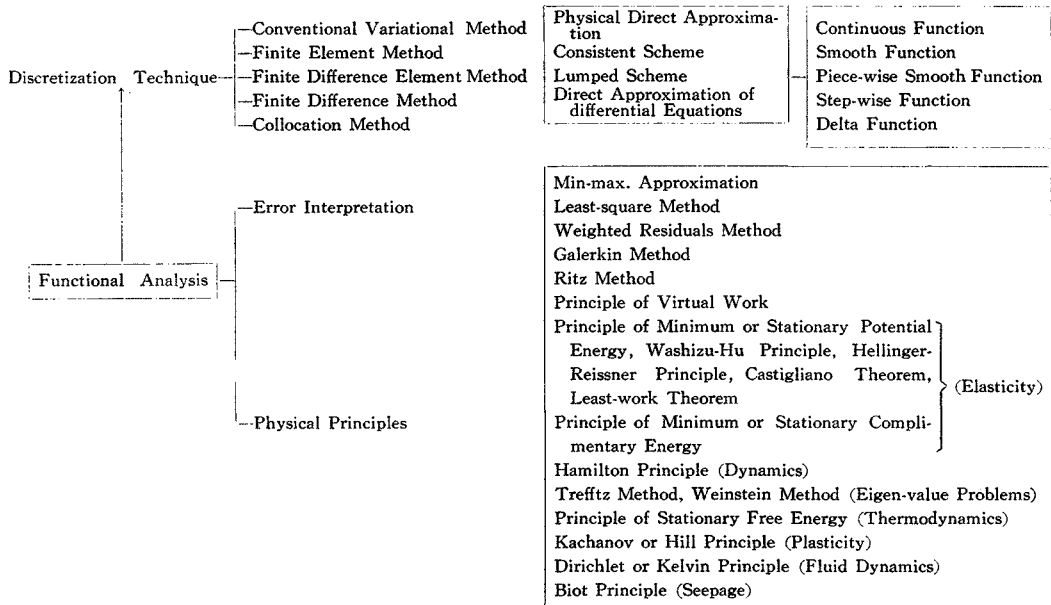 Discretization Technique
Conventional Variational Method
Finite Element Method
Finite Difference Element Method
Finite Difference Method
Collocation Method
Physical Direct Approxima-
tion
Consistent Scheme
Lumped Scheme
Direct Approximation of
differential Equations
Continuous Function
Smooth Function
Piece-wise Smooth Function
Step-wise Function
Delta Function
Functional Analysis
Error Interpretation
Physical Principles
Min-max. Approximation
Least-square Method
Weighted Residuals Method
Galerkin Method
Ritz Method
Principle of Virtual Work
Principle of Minimum or Stationary Potential
Energy, Washizu-Hu Principle, Hellinger-
Reissner Principle, Castigliano Theorem,
Least-work Theorem
Principle of Minimum or Stationary Compli-
mentary Energy
(Elasticity)
Hamilton Principle (Dynamics)
Trefftz Method, Weinstein Method (Eigen-value Problems)
Principle of Stationary Free Energy (Thermodynamics)
Kachanov or Hill Principle (Plasticity)
Dirichlet or Kelvin Principle (Fluid Dynamics)
Biot Principle (Seepage)